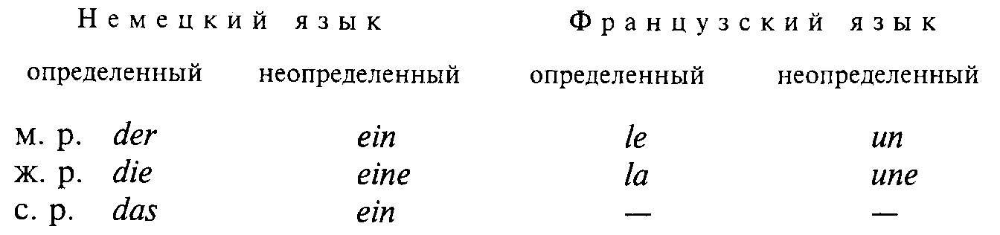 Немецкий язык Французский язык
определенный неопределенный определенный неопределенный
м. р. der ein le un
ж. р. die eine la une
с. р. das ein — —